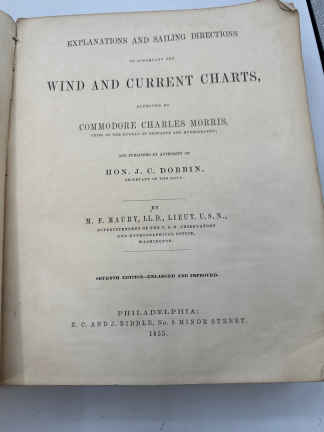 EXPLANATIONS AND SAILING DIRECTIONS
TO ACCOMPANY THE
WIND AND CURRENT CHARTS,
APPROVED BY
COMMODORE CHARLES MORRIS,
CHIEF OF THE BUREAU OF ORDNANCE AND HYDROGRAPHY;
AND PUBLISHED BY AUTHORITY OF
HON. J. C. DOBBIN,
SECRETARY OF THE NAVY.
BY
M. F. MAURY, LL.D., LIEUT. U.S.N.,
SUPERINTENDENT OF THE U. S. N. OBSERVATORY
AND HYDROGRAPHICAL OFFICE,
WASHINGTON.
SEVENTH EDITION—ENLARGED AND IMPROVED.
PHILADELPHIA:
E. C. AND J. BIDDLE, No. 8 MINOR STREET.
1855.